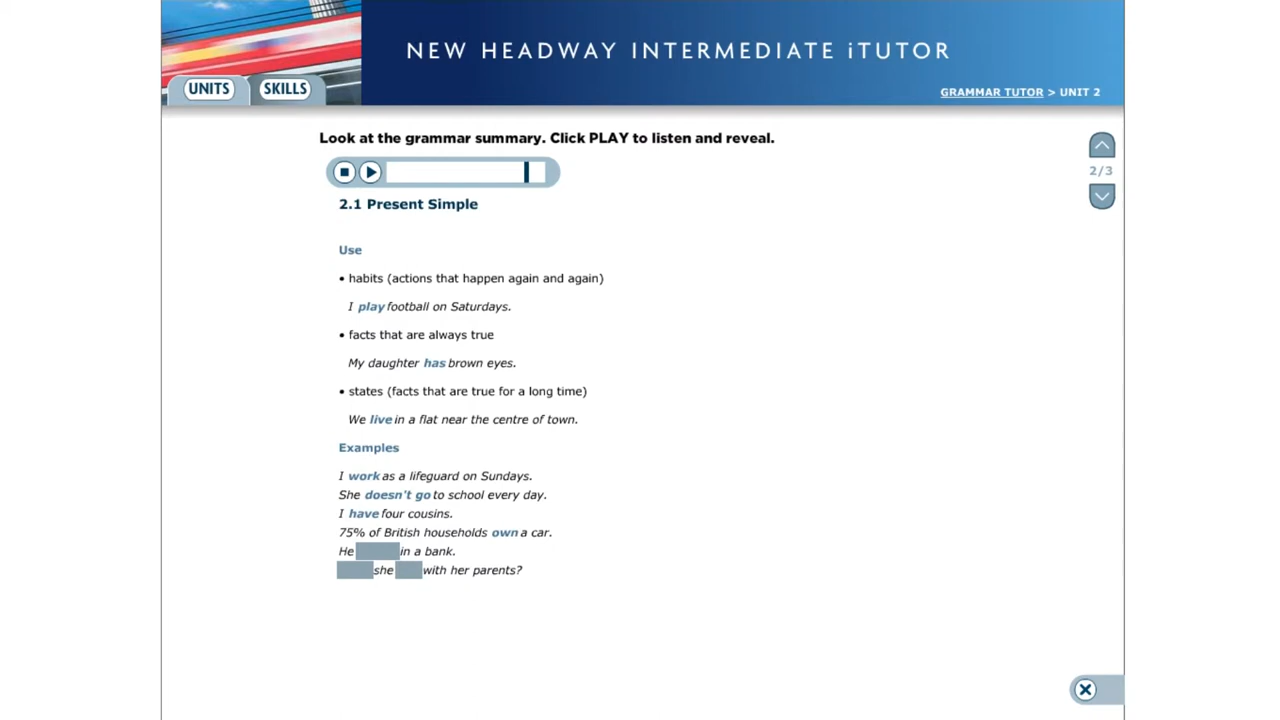 NEW HEADWAY INTERMEDIATE iTUTOR
UNITS
SKILLS
GRAMMAR TUTOR > UNIT 2
Look at the grammar summary. Click PLAY to listen and reveal.
2/3
2.1 Present Simple
Use
• habits (actions that happen again and again)
I play football on Saturdays.
• facts that are always true
My daughter has brown eyes.
• states (facts that are true for a long time)
We live in a flat near the centre of town.
Examples
I work as a lifeguard on Sundays.
She doesn't go to school every day.
I have four cousins.
75% of British households own a car.
He in a bank.
she with her parents?